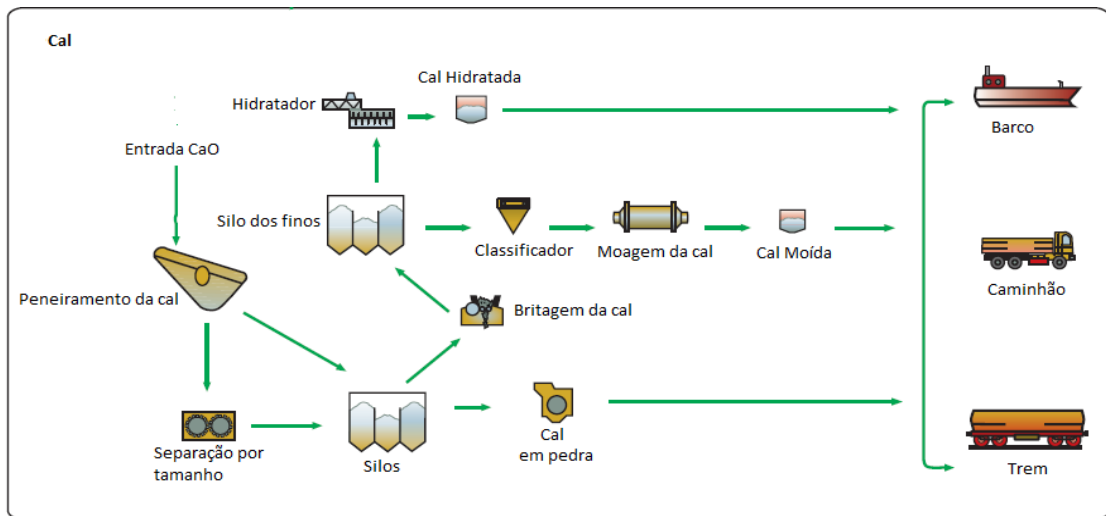 Cal
Cal Hidratada
Hidratador
Barco
Entrada CaO
Silo dos finos
Classificador
Moagem da cal
Cal Moída
Caminhão
Peneiramento da cal
Britagem da cal
Separação por
tamanho
Silos
Cal
em pedra
Trem